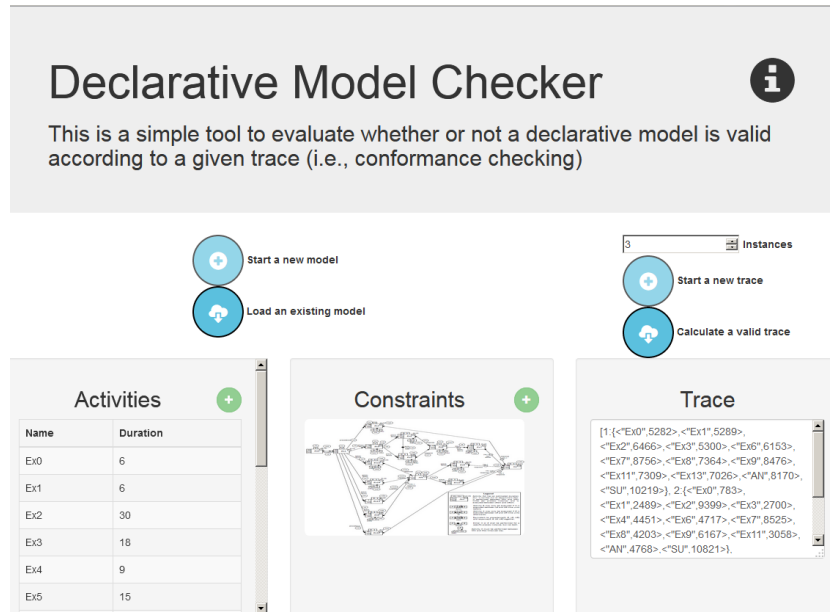 Declarative Model Checker
This is a simple tool to evaluate whether or not a declarative model is valid
according to a given trace (i.e., conformance checking)
Start a new model
Load an existing model
3
Instances
Start a new trace
Calculate a valid trace
Activities
Name Duration
Ex0 6
Ex1 6
Ex2 30
Ex3 18
Ex4 9
Ex5 15
Constraints
Trace
[1:{<"Ex0",5282>,<"Ex1",5289>,
<"Ex2",6466>,<"Ex3",5300>,<"Ex6",6153>,
<"Ex7",8756>,<"Ex8",7364>,<"Ex9",8476>,
<"Ex11",7309>,<"Ex13",7026>,<"AN",8170>,
<"SU",10219>}, 2:{<"Ex0",783>,
<"Ex1",2489>,<"Ex2",9399>,<"Ex3",2700>,
<"Ex4",4451>,<"Ex6",4717>,<"Ex7",8525>,
<"Ex8",4203>,<"Ex9",6167>,<"Ex11",3058>,
<"AN",4768>,<"SU",10821>},